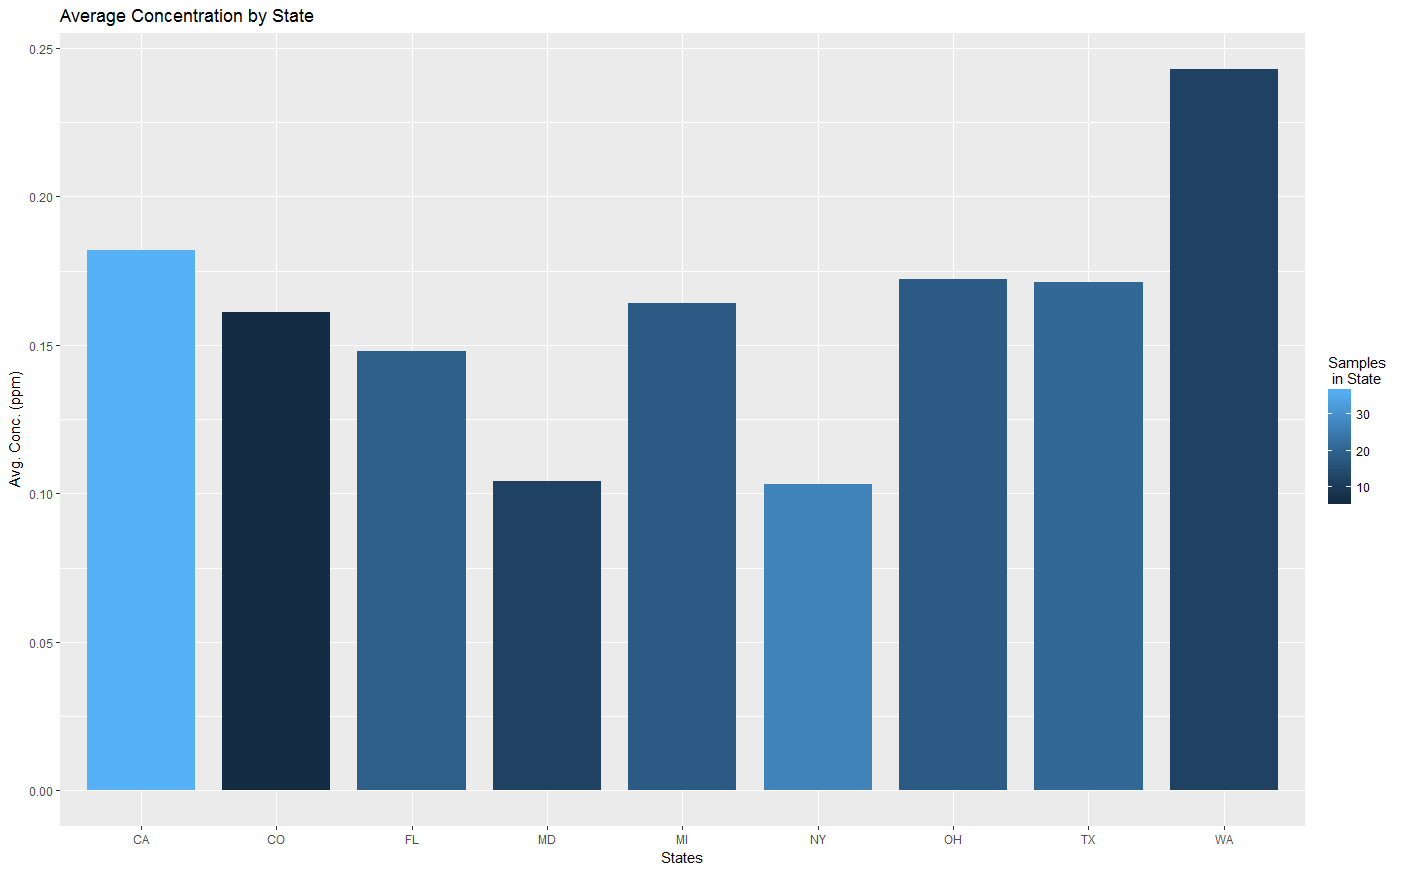 Average Concentration by State
0.25
0.20
0.15
0.10
0.05
0.00
Avg. Conc. (ppm)
CA CO FL MD MI NY OH TX WA
States
Samples
in State
30
20
10